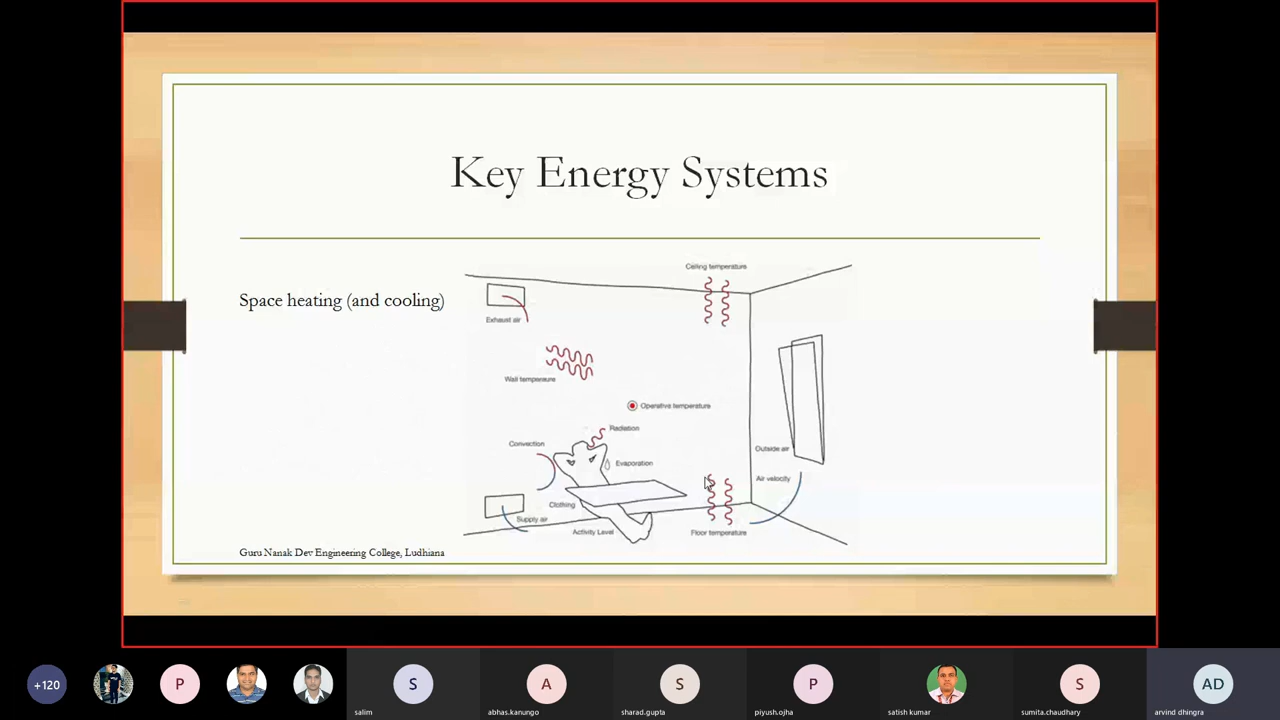 Key Energy Systems
Space heating (and cooling)
Ceiling temperature
Exhaust air
Wall temperature
Operative temperature
Radiation
Convection
Evaporation
Outside air
Air velocity
Clothing
Supply air
Activity Level
Floor temperature
Guru Nanak Dev Engineering College, Ludhiana
+120
P
S
A
S
P
S
AD
salim
abhas.kanungo
sharad.gupta
piyush.ojha
satish kumar
sumita.chaudhary
arvind dhingra